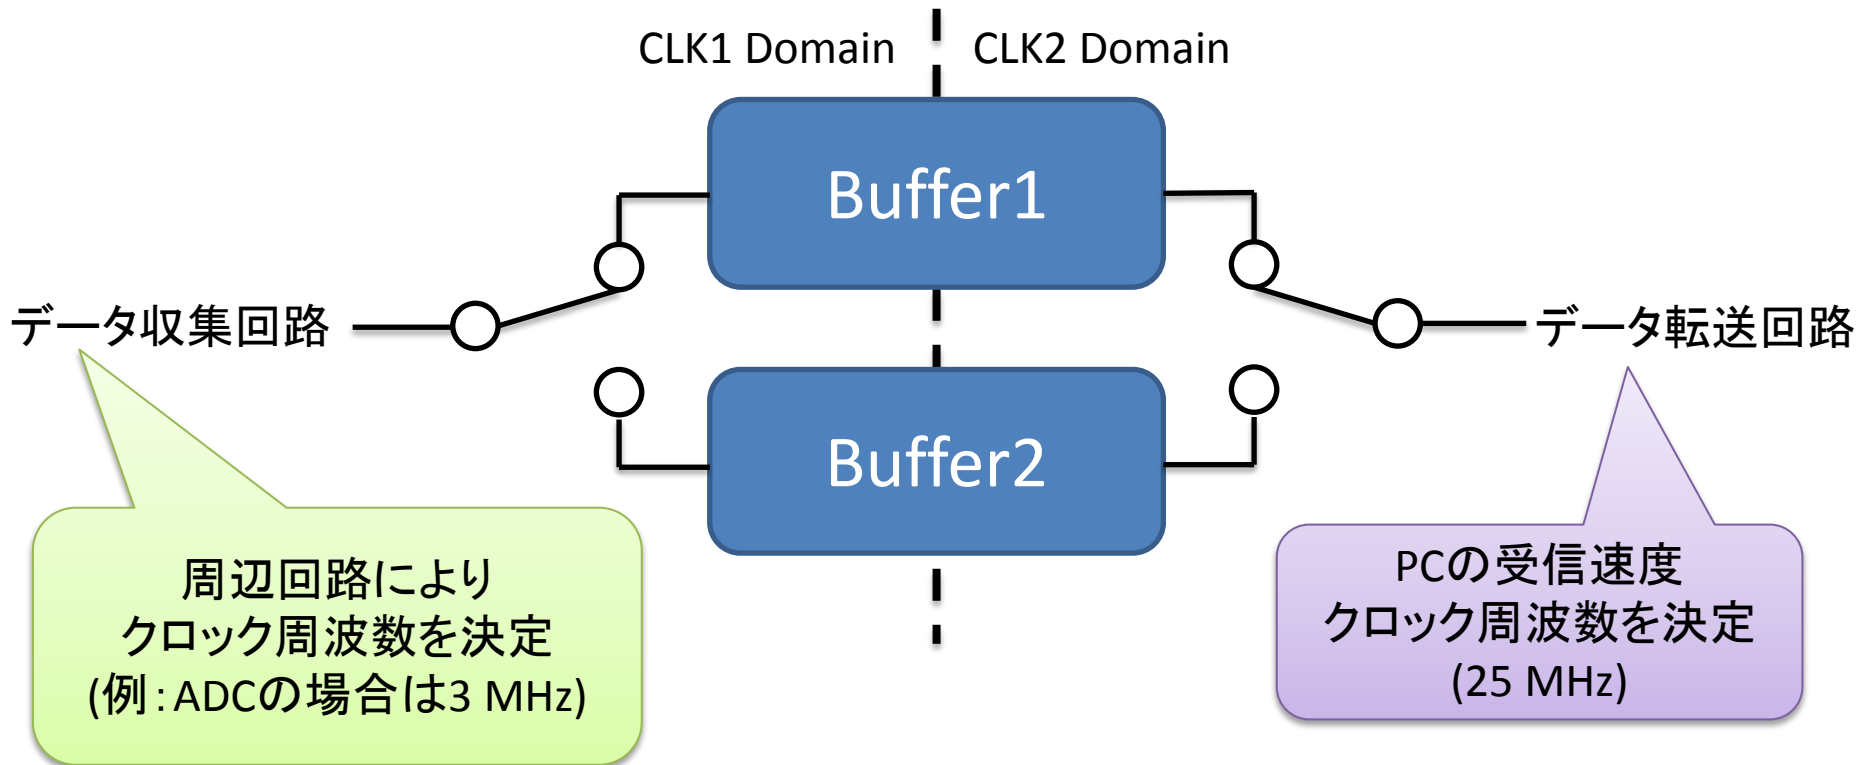 CLK1 Domain
CLK2 Domain
Buffer1
データ収集回路
データ転送回路
Buffer2
周辺回路により
クロック周波数を決定
(例：ADCの場合は3 MHz)
PCの受信速度
クロック周波数を決定
(25 MHz)